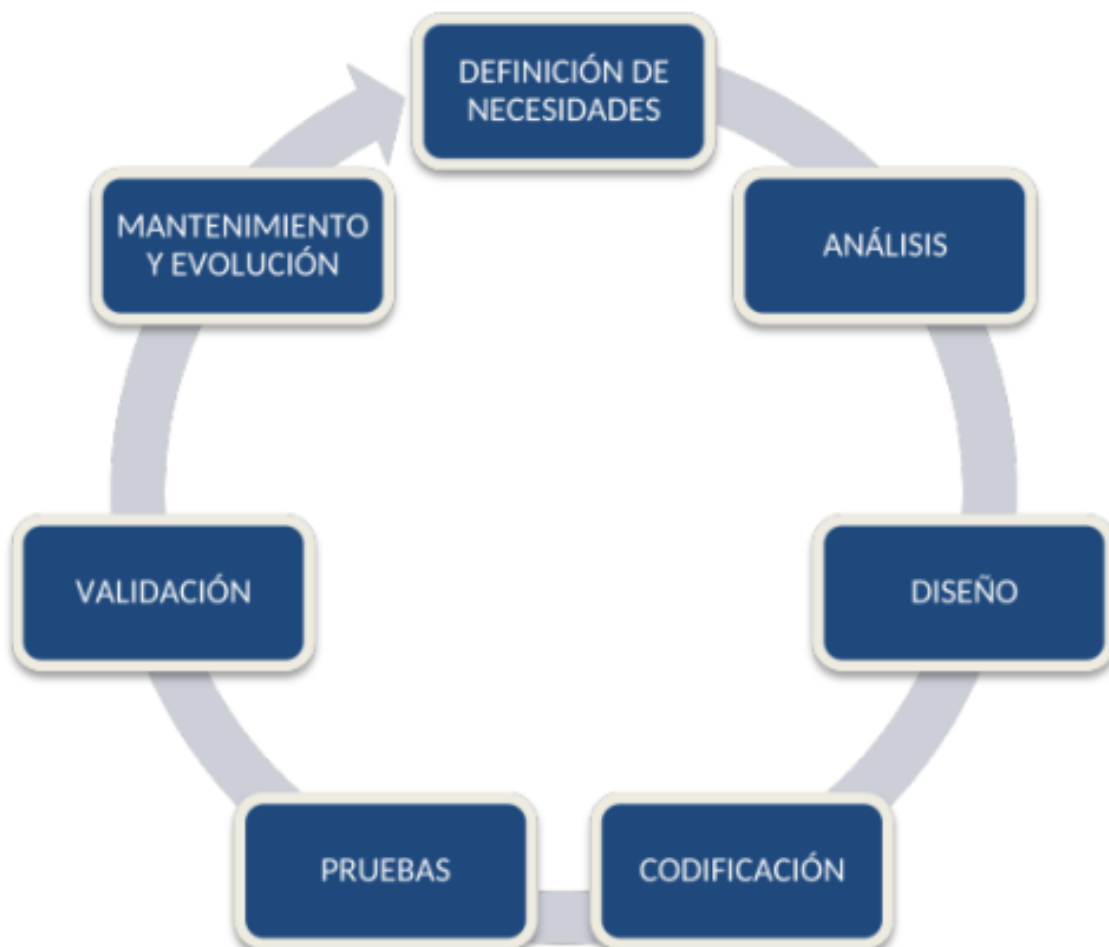 DEFINICIÓN DE
NECESIDADES
ANÁLISIS
DISEÑO
CODIFICACIÓN
PRUEBAS
VALIDACIÓN
MANTENIMIENTO
Y EVOLUCIÓN